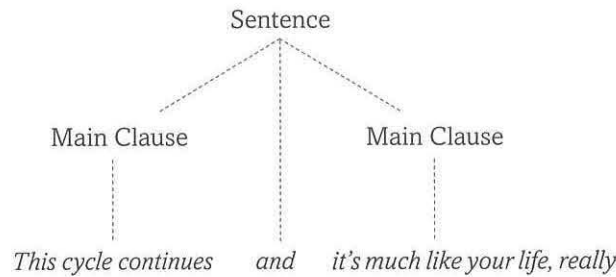 Sentence
Main Clause Main Clause
This cycle continues and it's much like your life, really